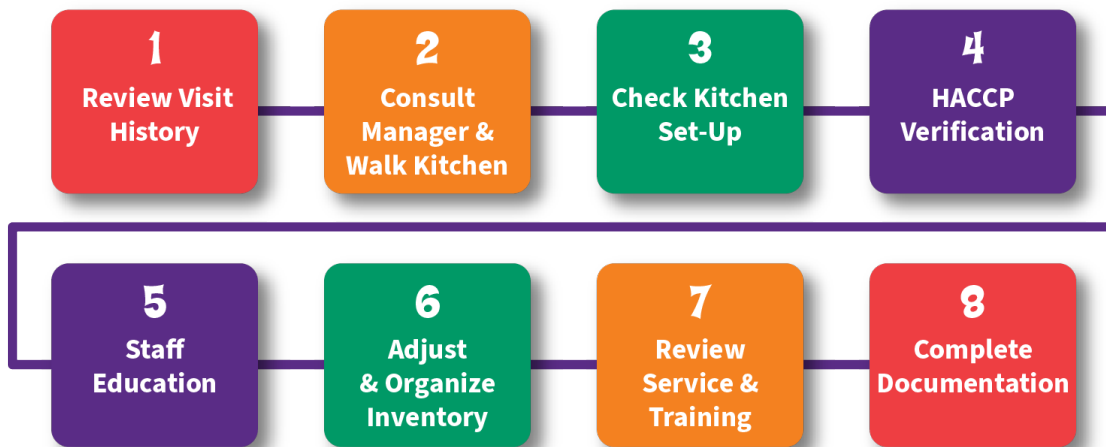 1
Review Visit
History
2
Consult
Manager &
Walk Kitchen
3
Check Kitchen
Set-Up
4
HACCP
Verification
5
Staff
Education
6
Adjust
& Organize
Inventory
7
Review
Service &
Training
8
Complete
Documentation